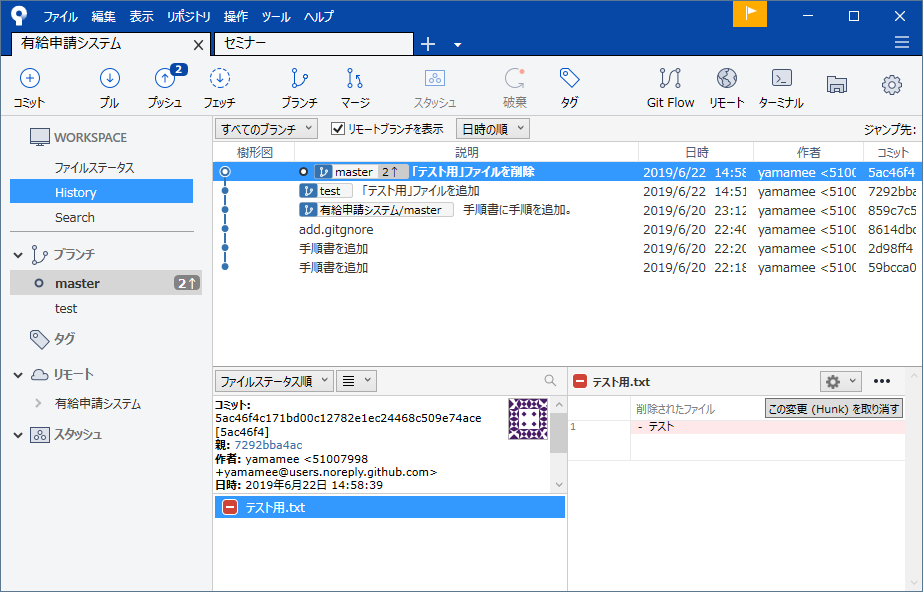 ファイル 編集 表示 リポジトリ 操作 ツール ヘルプ
有給申請システム セミナー
2
コミット プル プッシュ フェッチ ブランチ マージ スタッシュ 破棄 タグ Git Flow リモート ターミナル
WORKSPACE
ファイルステータス
History
Search
ブランチ
master 2↑
test
タグ
リモート
有給申請システム
スタッシュ
すべてのブランチ リモートブランチを表示 日時の順 ジャンプ先:
樹形図 説明 日時 作者 コミット
master 2↑ 「テスト用」ファイルを削除 2019/6/22 14:58 yamamee <5100 5ac46f4
test 「テスト用」ファイルを追加 2019/6/22 14:51 yamamee <5100 7292bba
有給申請システム/master 手順書に手順を追加。 2019/6/20 23:12 yamamee <5100 859c7c5
add.gitgnore 2019/6/20 22:40 yamamee <5100 8614dbc
手順書を追加 2019/6/20 22:20 yamamee <5100 2d98ff4
手順書を追加 2019/6/20 22:18 yamamee <5100 59bcca0
ファイルステータス順
コミット:
5ac46f4c171bd00c12782e1ec24468c509e74ace
[5ac46f4]
親: 7292bba4ac
作者: yamamee <51007998
+yamamee@users.noreply.github.com>
日時: 2019年6月22日 14:58:39
テスト用.txt
テスト用.txt
削除されたファイル この変更 (Hunk) を取り消す
1 - テスト